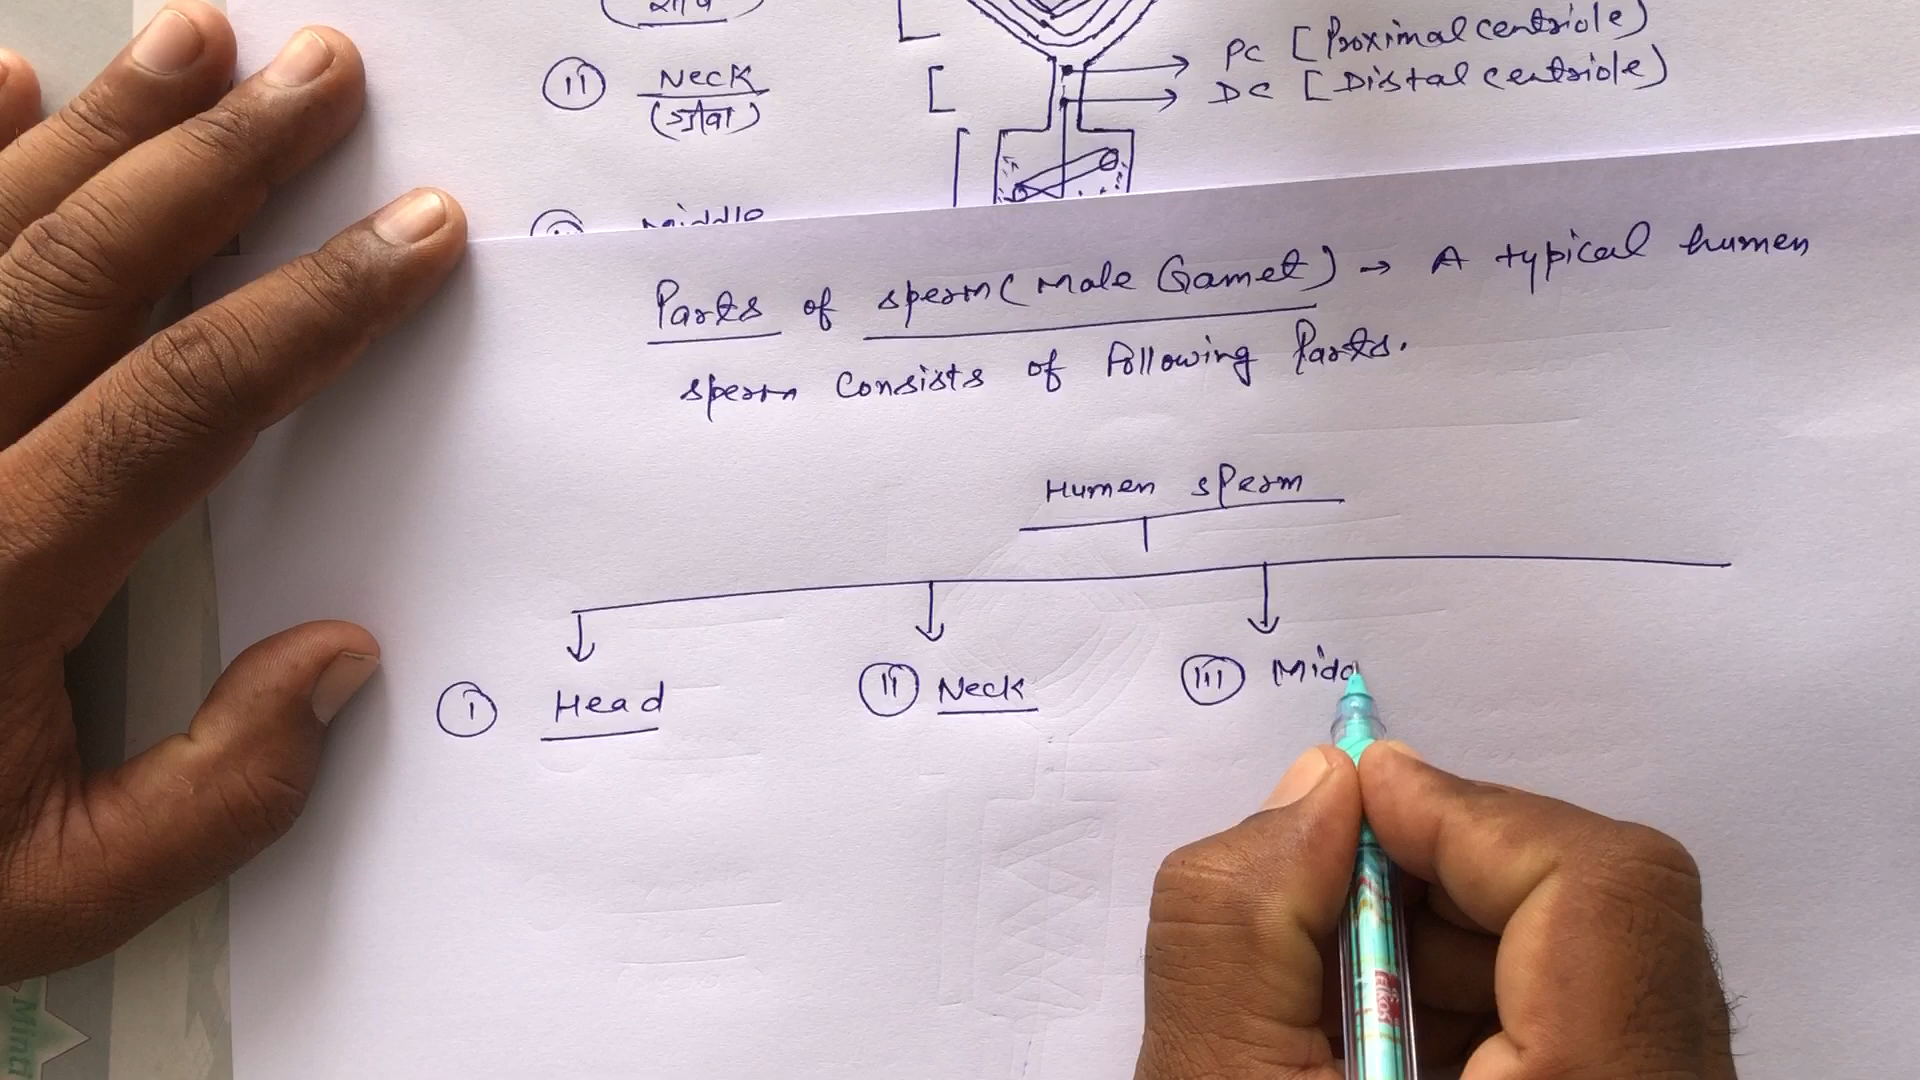 PC [Proximal centriole)
II Neck
DC [Distal centriole)
(ग्रीवा)
Middle
Parts of sperm (Male Gamet) → A typical humen
sperm Consists of Following Parts.
Humen sperm
I Head
II Neck
III Midd